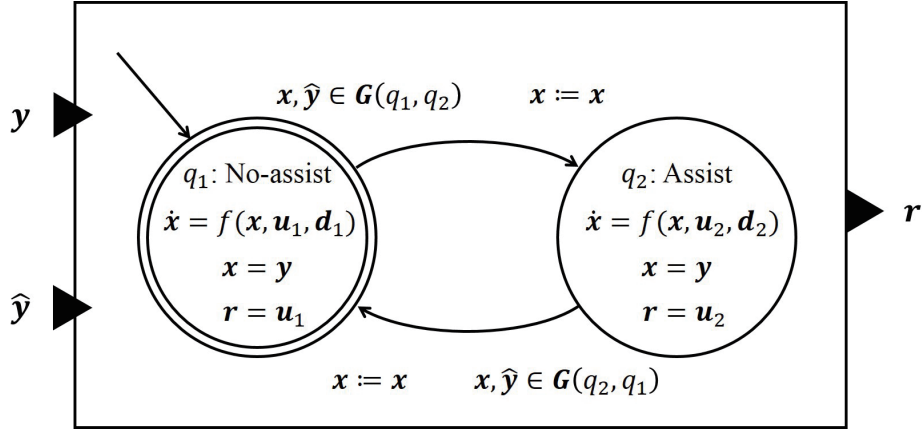 𝒙, 𝒚̂ ∈ 𝑮(𝑞₁, 𝑞₂) 𝒙 ≔ 𝒙
𝒚
𝑞₁: No-assist
𝒙̇ = 𝑓(𝒙, 𝒖₁, 𝒅₁)
𝒙 = 𝒚
𝒓 = 𝒖₁
𝑞₂: Assist
𝒙̇ = 𝑓(𝒙, 𝒖₂, 𝒅₂)
𝒙 = 𝒚
𝒓 = 𝒖₂
𝒓
𝒚̂
𝒙 ≔ 𝒙 𝒙, 𝒚̂ ∈ 𝑮(𝑞₂, 𝑞₁)